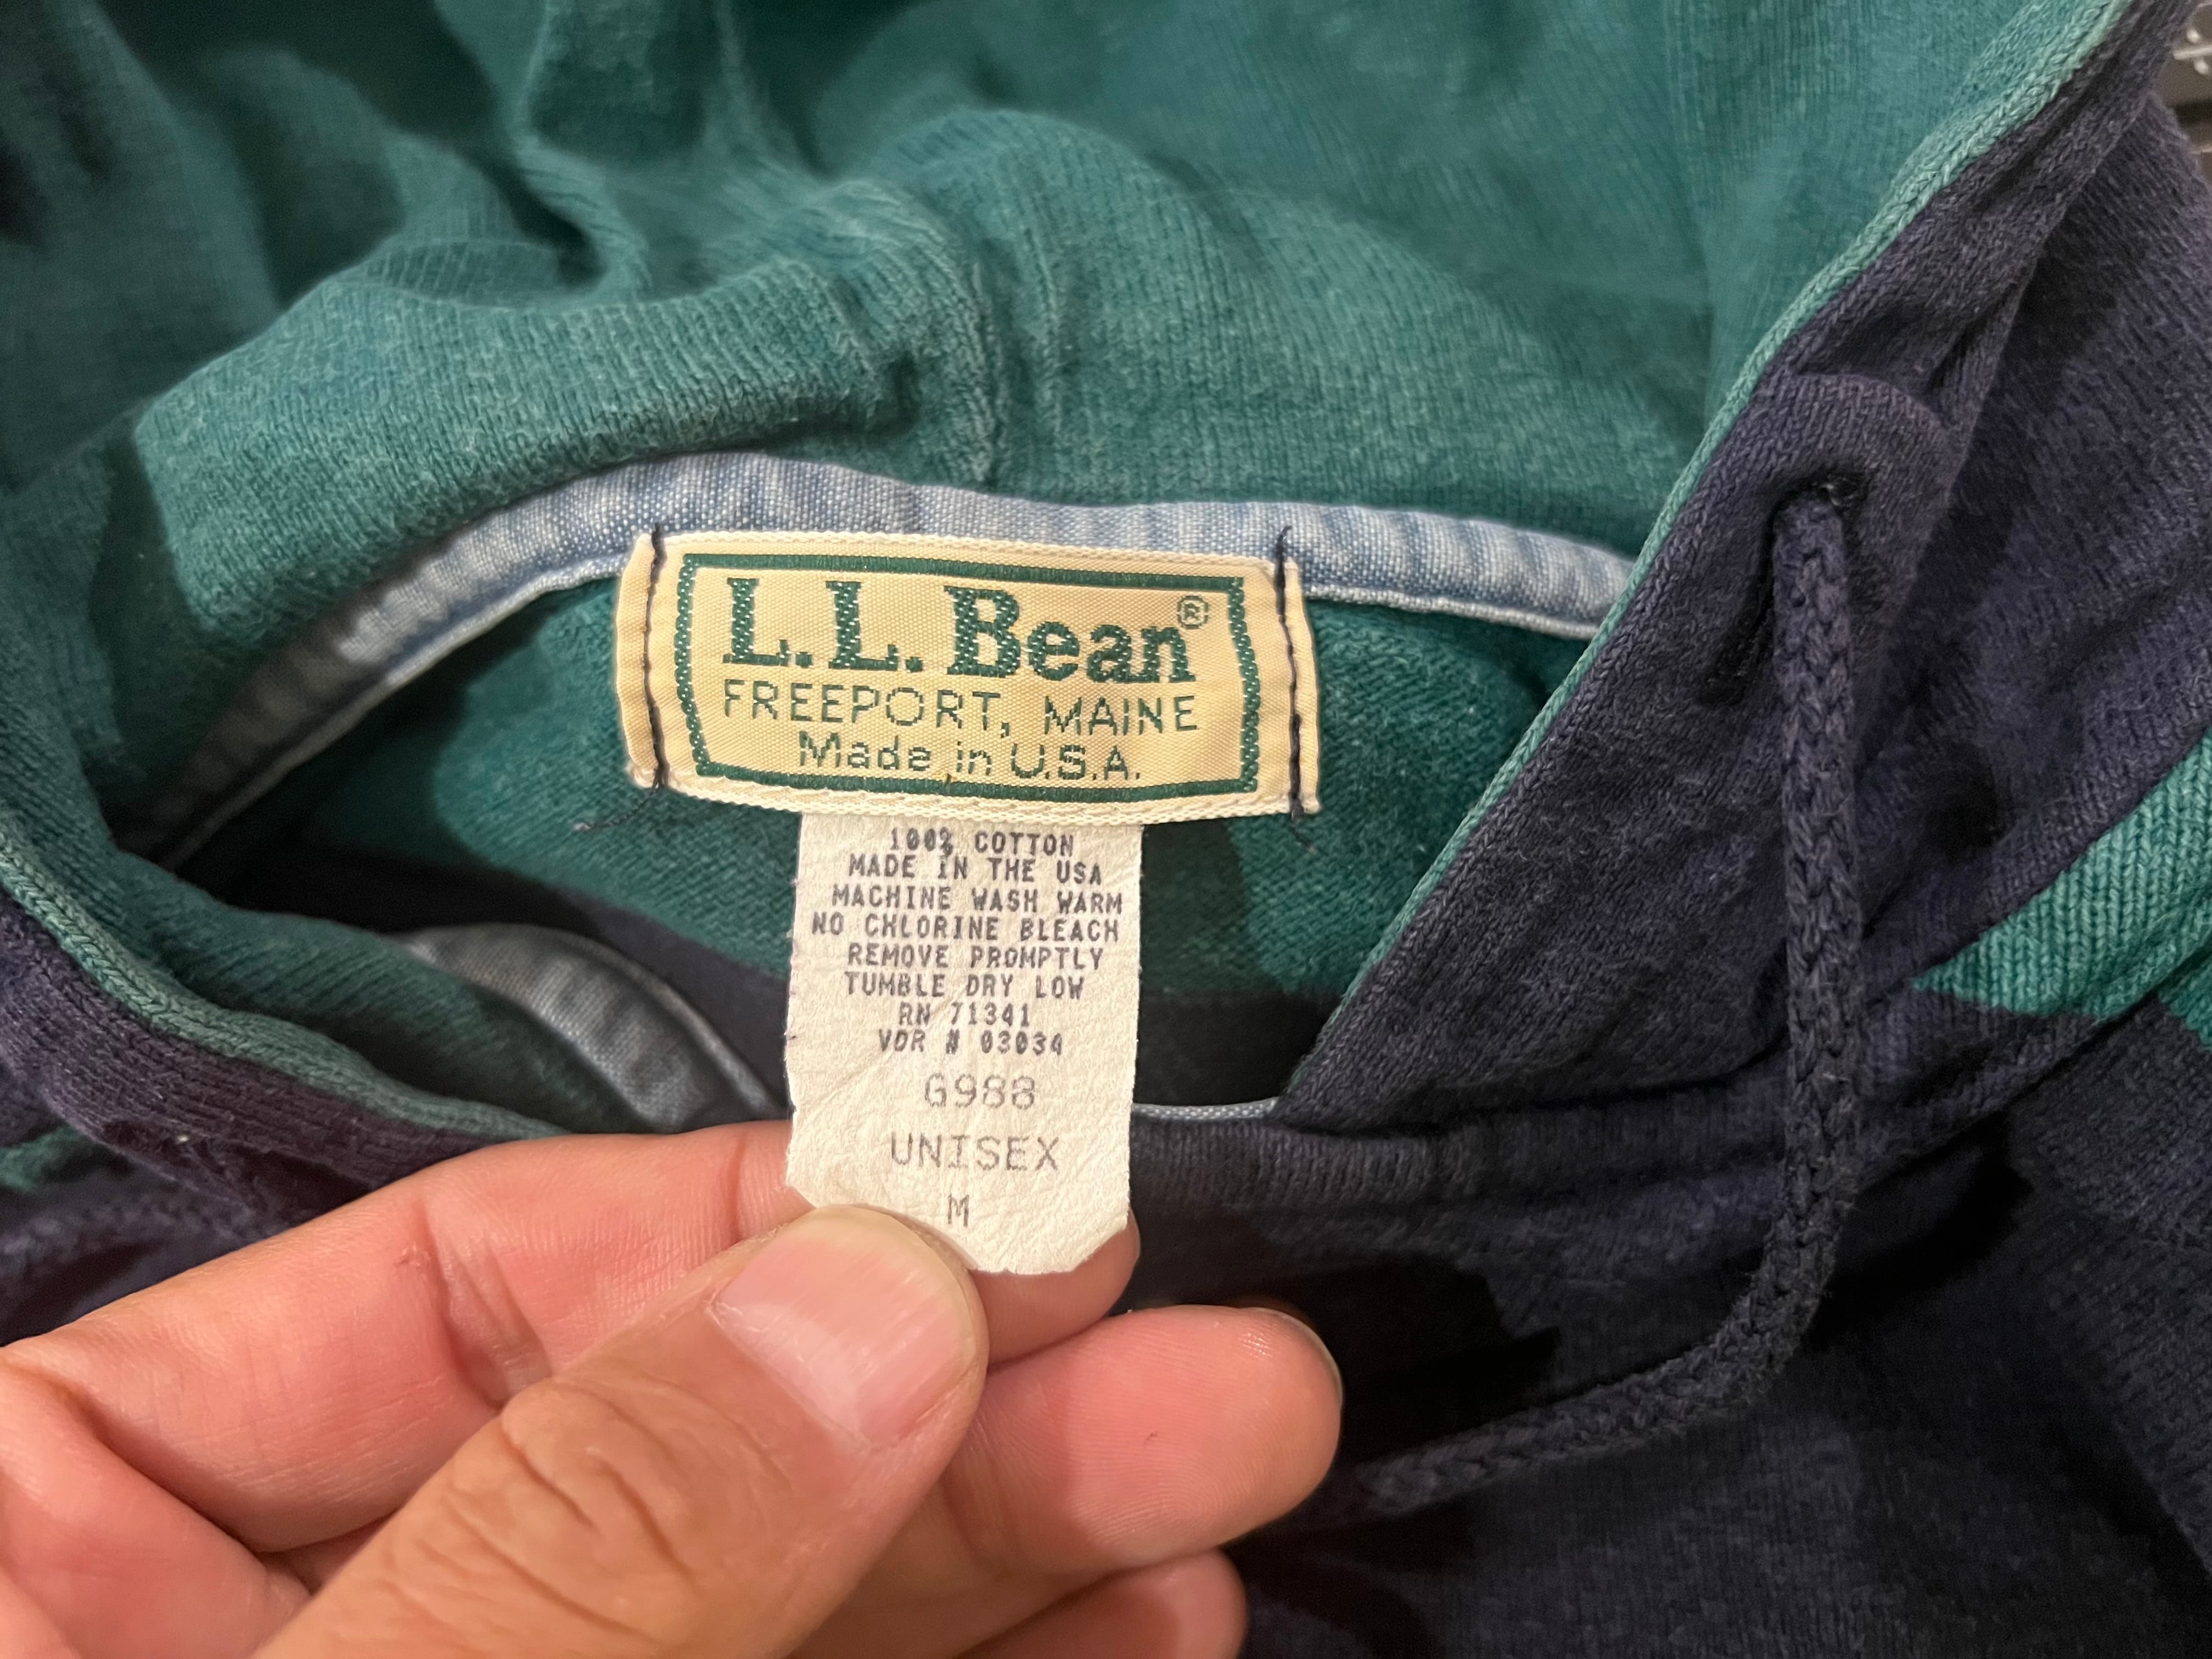 L.L.Bean®
FREEPORT, MAINE
Made in U.S.A.
100% COTTON
MADE IN THE USA
MACHINE WASH WARM
NO CHLORINE BLEACH
REMOVE PROMPTLY
TUMBLE DRY LOW
RN 71341
VDR # 03034
G988
UNISEX
M